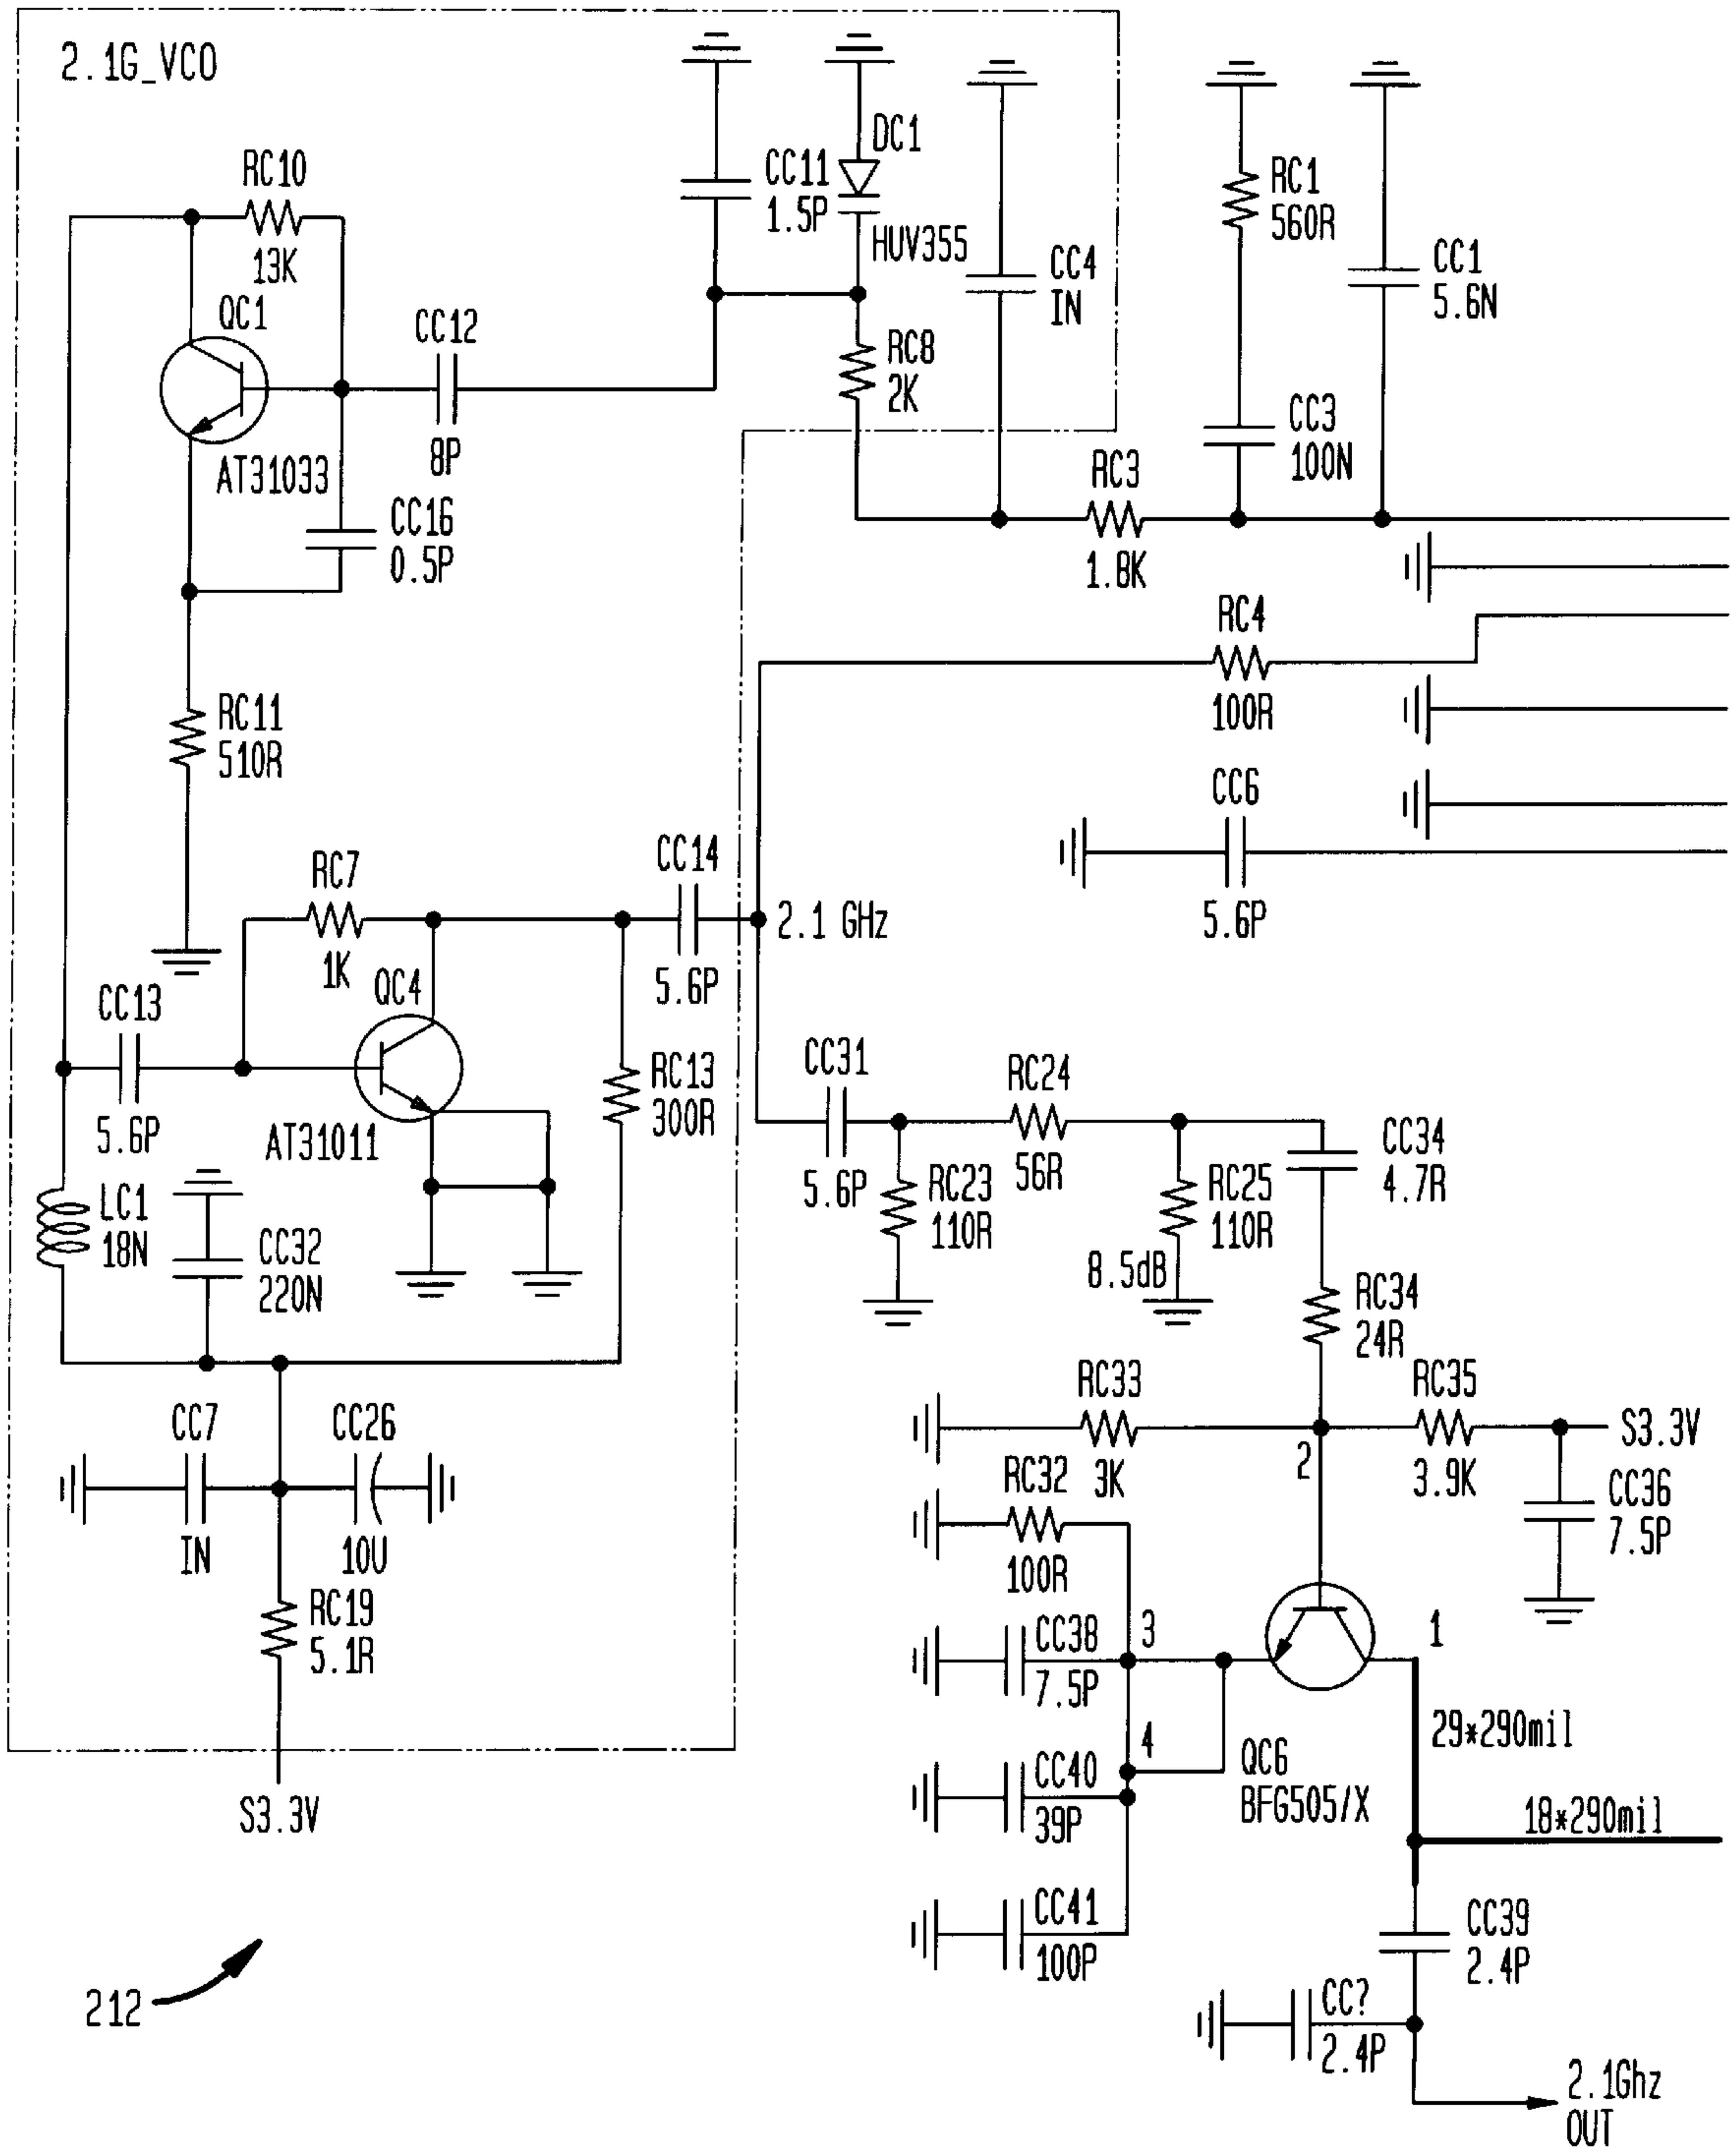 2.1G_VCO
RC10
13K
QC1
AT31033
CC12
8P
CC16
0.5P
CC11
1.5P
DC1
HUV355
CC4
IN
RC8
2K
RC1
560R
CC1
5.6N
CC3
100N
RC3
1.8K
RC4
100R
CC6
5.6P
RC11
510R
RC7
1K
CC14
5.6P
2.1 GHz
QC4
AT31011
CC13
5.6P
RC13
300R
LC1
18N
CC32
220N
CC31
5.6P
RC24
56R
RC23
110R
RC25
110R
8.5dB
CC34
4.7R
RC34
24R
CC7
IN
CC26
10U
RC19
5.1R
S3.3V
RC33
3K
2
RC35
3.9K
S3.3V
CC36
7.5P
RC32
100R
CC38
7.5P
3
1
4
CC40
39P
QC6
BFG505/X
29*290mil
18*290mil
CC41
100P
CC39
2.4P
CC?
2.4P
2.1Ghz
OUT
212